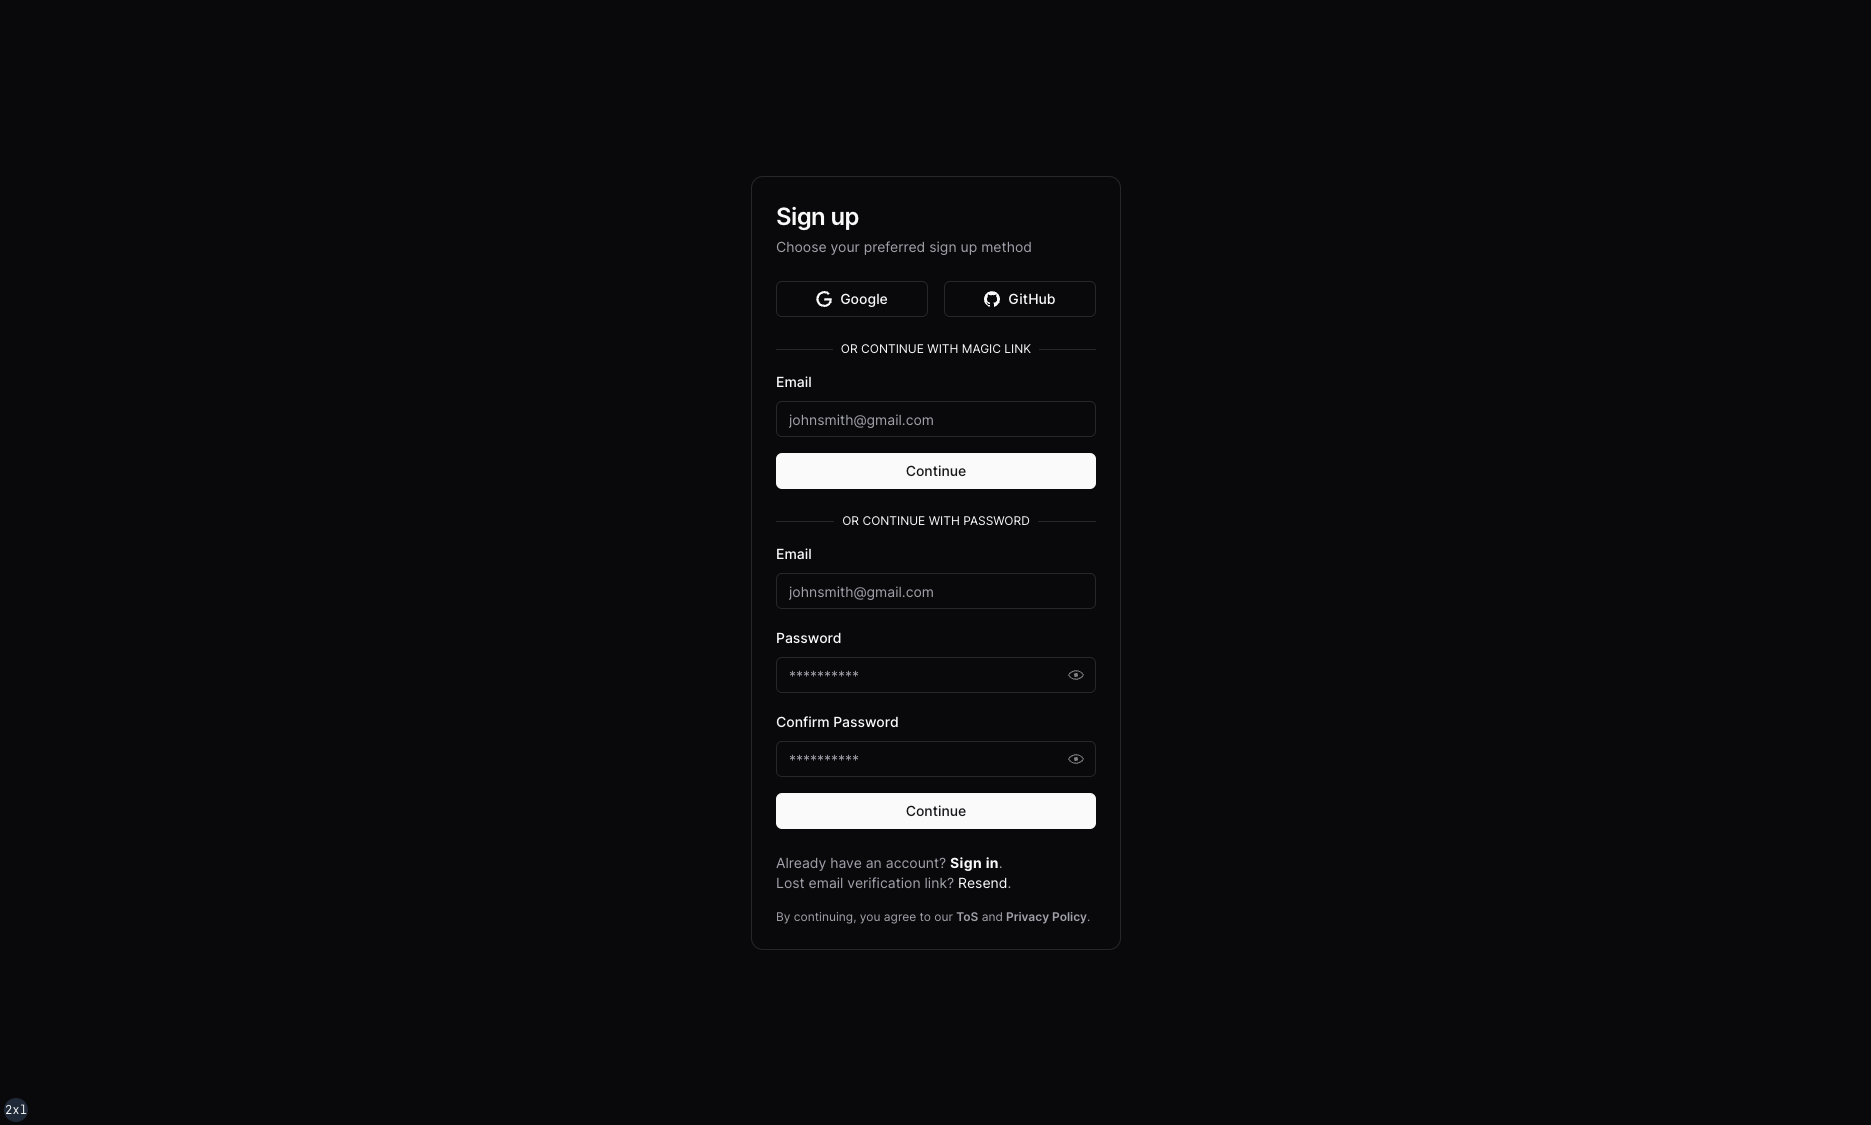 Sign up
Choose your preferred sign up method
Google
GitHub
OR CONTINUE WITH MAGIC LINK
Email
johnsmith@gmail.com
Continue
OR CONTINUE WITH PASSWORD
Email
johnsmith@gmail.com
Password
**********
Confirm Password
**********
Continue
Already have an account? Sign in.
Lost email verification link? Resend.
By continuing, you agree to our ToS and Privacy Policy.
2xl